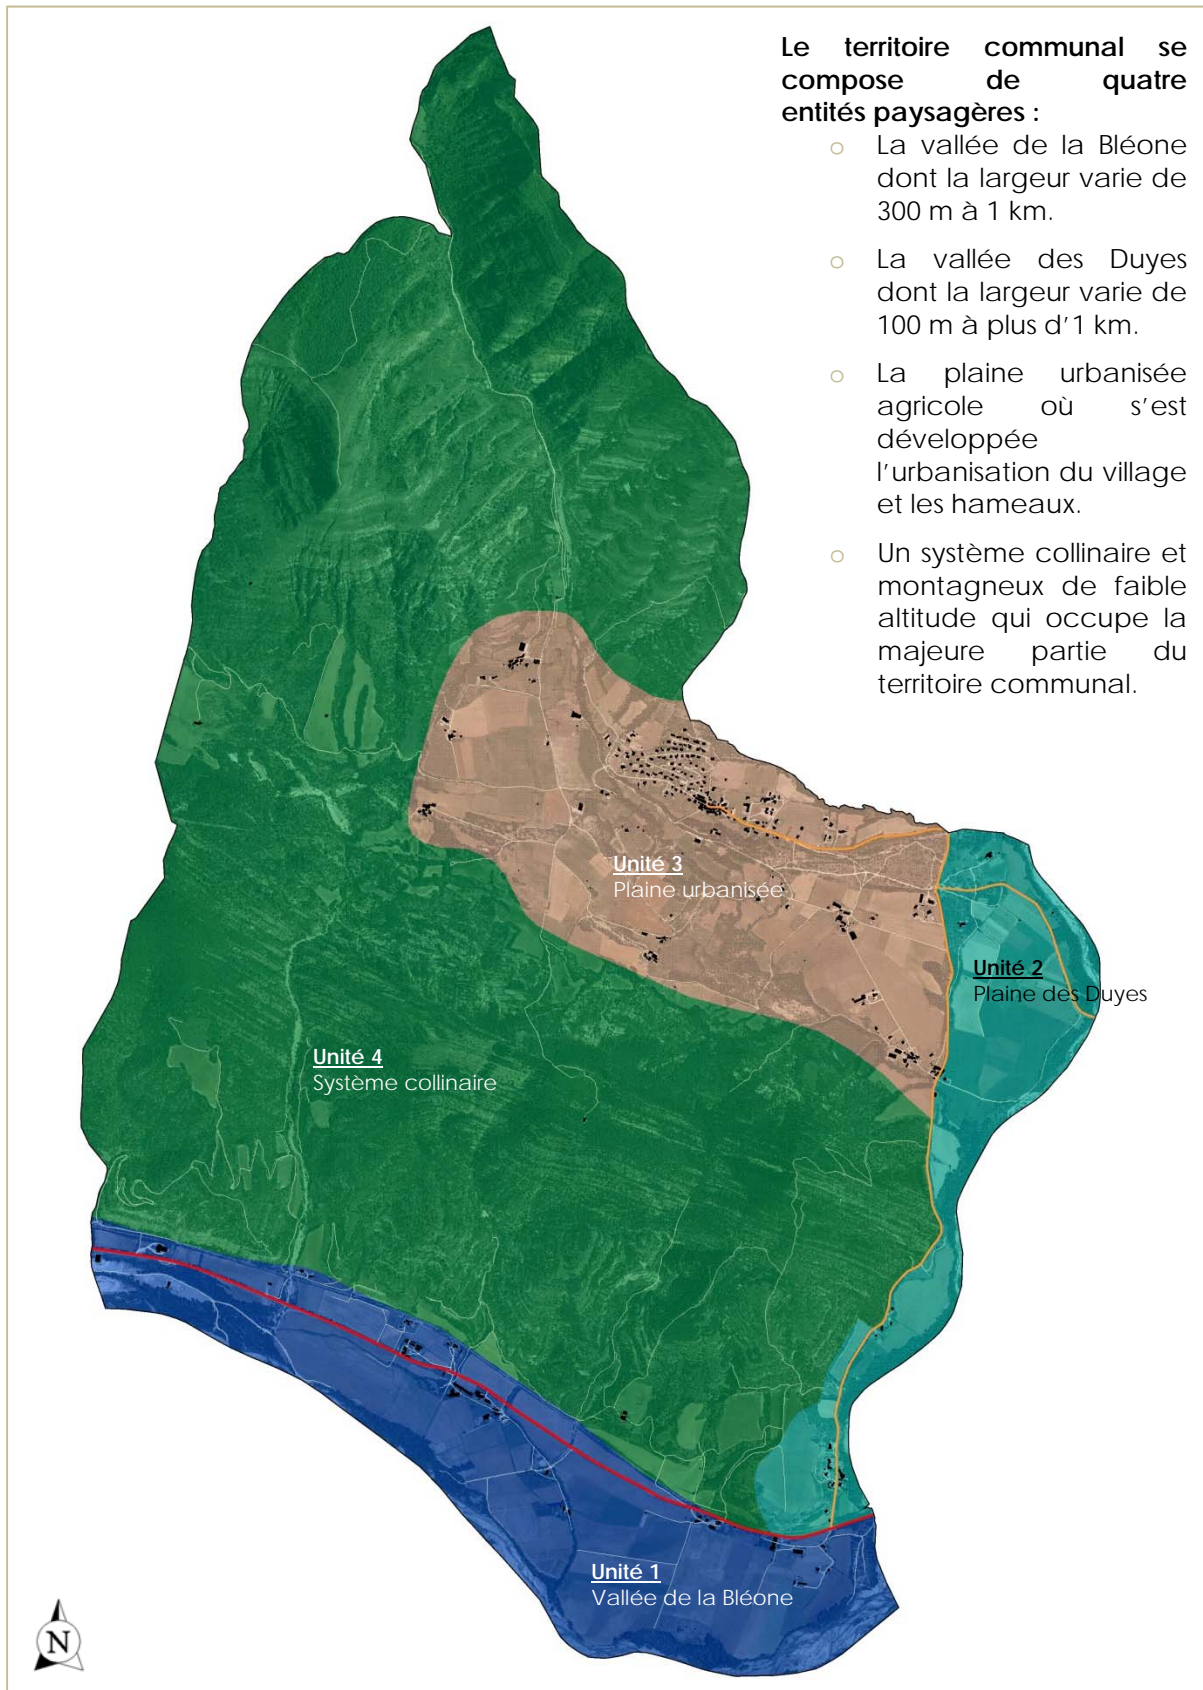 Le territoire communal se
compose de quatre
entités paysagères :
o La vallée de la Bléone
dont la largeur varie de
300 m à 1 km.
o La vallée des Duyes
dont la largeur varie de
100 m à plus d'1 km.
o La plaine urbanisée
agricole où s'est
développée
l'urbanisation du village
et les hameaux.
o Un système collinaire et
montagneux de faible
altitude qui occupe la
majeure partie du
territoire communal.
Unité 3
Plaine urbanisée
Unité 2
Plaine des Duyes
Unité 4
Système collinaire
Unité 1
Vallée de la Bléone
N